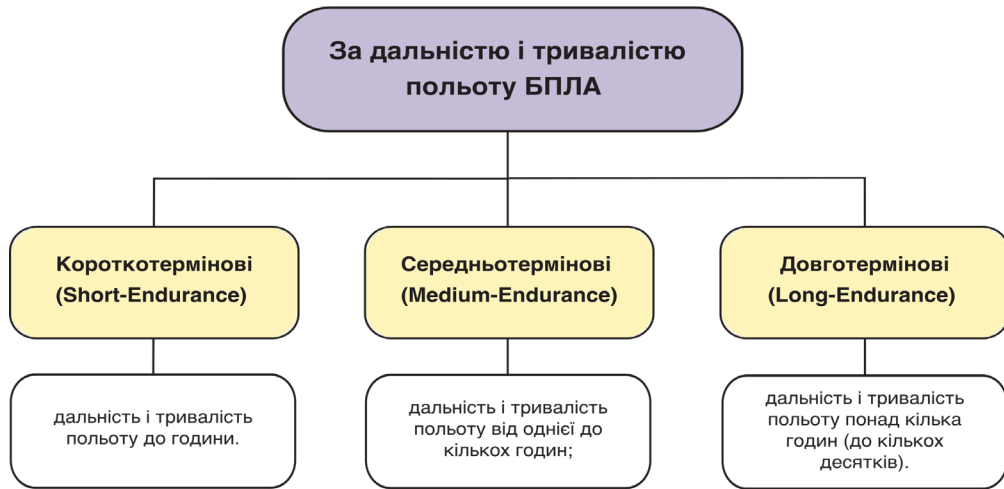 За дальністю і тривалістю
польоту БПЛА
Короткотермінові
(Short-Endurance)
Середньотермінові
(Medium-Endurance)
Довготермінові
(Long-Endurance)
дальність і тривалість
польоту до години.
дальність і тривалість
польоту від однієї до
кількох годин;
дальність і тривалість
польоту понад кілька
годин (до кількох
десятків).